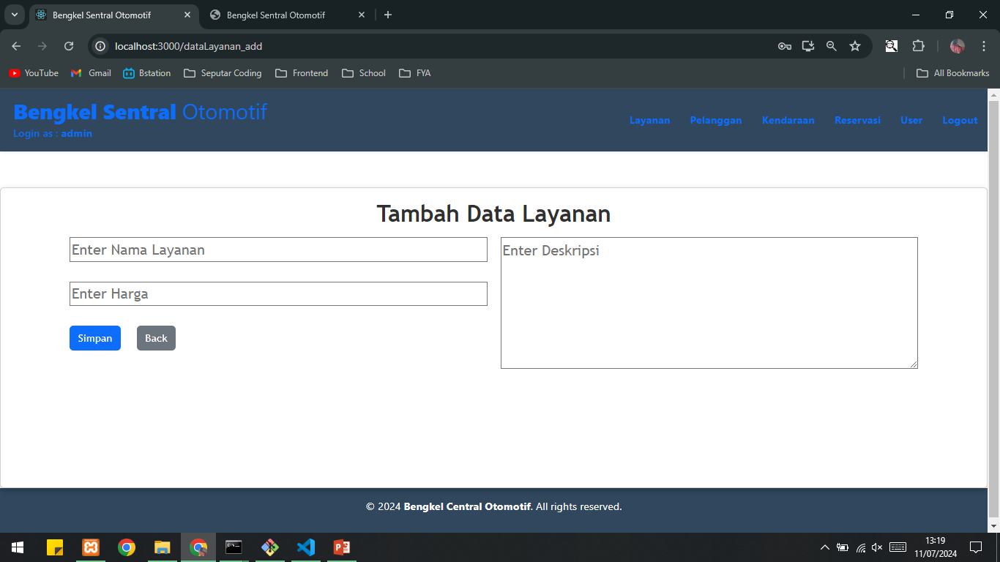 Bengkel Sentral Otomotif
Bengkel Sentral Otomotif
localhost:3000/dataLayanan_add
YouTube Gmail Bstation Seputar Coding Frontend School FYA All Bookmarks
Bengkel Sentral Otomotif
Login as : admin
Layanan Pelanggan Kendaraan Reservasi User Logout
Tambah Data Layanan
Enter Nama Layanan
Enter Harga
Simpan Back
Enter Deskripsi
© 2024 Bengkel Central Otomotif. All rights reserved.
13:19
11/07/2024